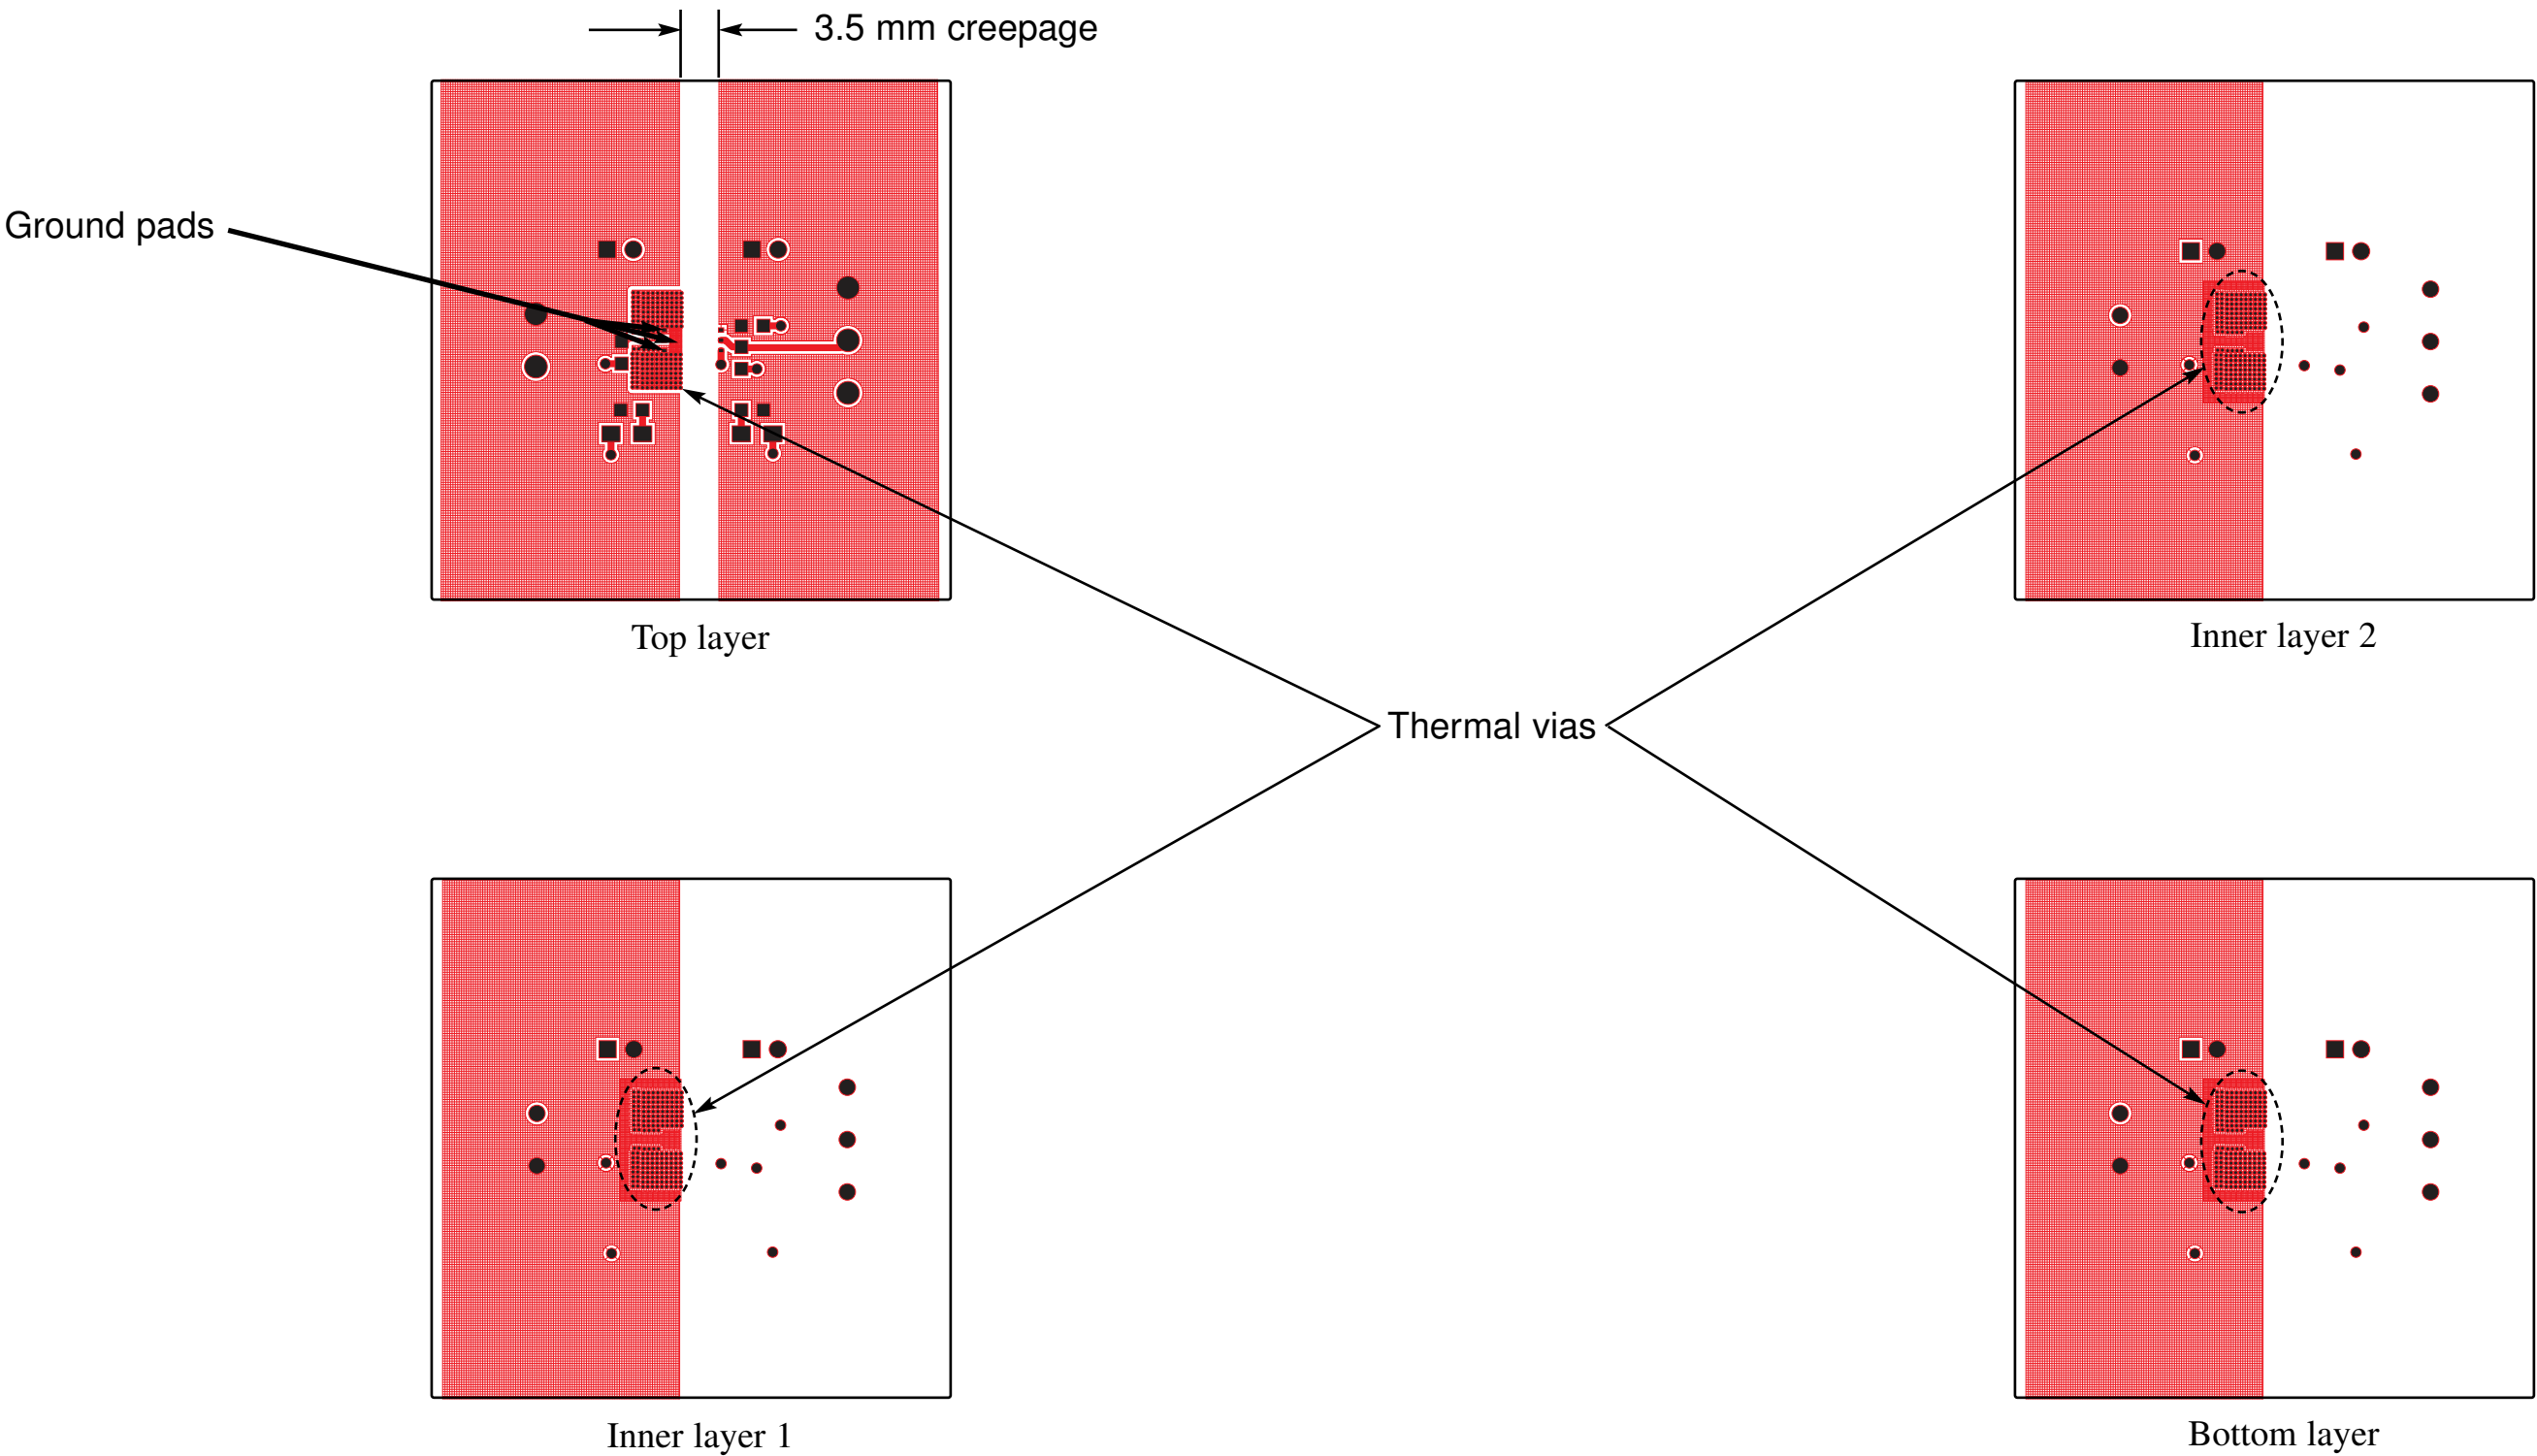 3.5 mm creepage
Ground pads
Top layer
Inner layer 2
Thermal vias
Inner layer 1
Bottom layer